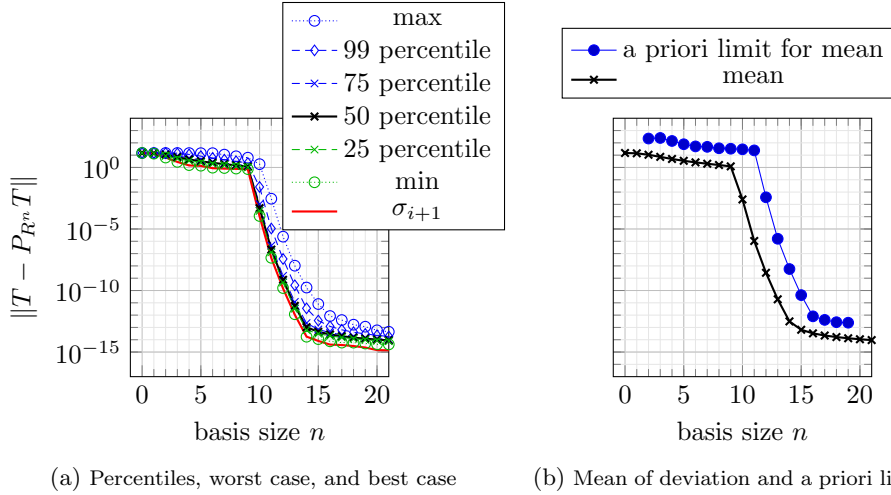 max
99 percentile
75 percentile
50 percentile
25 percentile
min
σ_{i+1}
10^0
10^{-5}
10^{-10}
10^{-15}
‖T − P_{R^n}T‖
0 5 10 15 20
basis size n
(a) Percentiles, worst case, and best case
a priori limit for mean
mean
0 5 10 15 20
basis size n
(b) Mean of deviation and a priori li